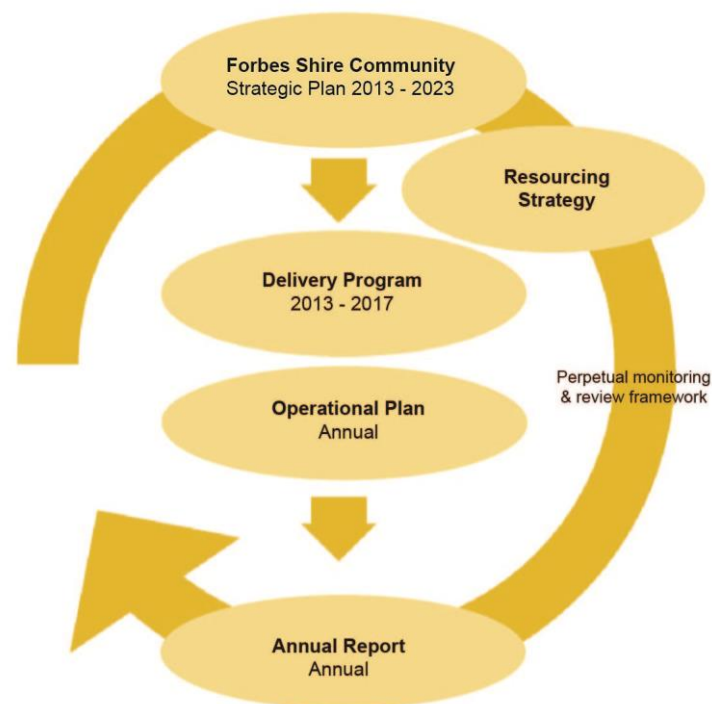 Forbes Shire Community
Strategic Plan 2013 - 2023
Resourcing
Strategy
Delivery Program
2013 - 2017
Perpetual monitoring
& review framework
Operational Plan
Annual
Annual Report
Annual